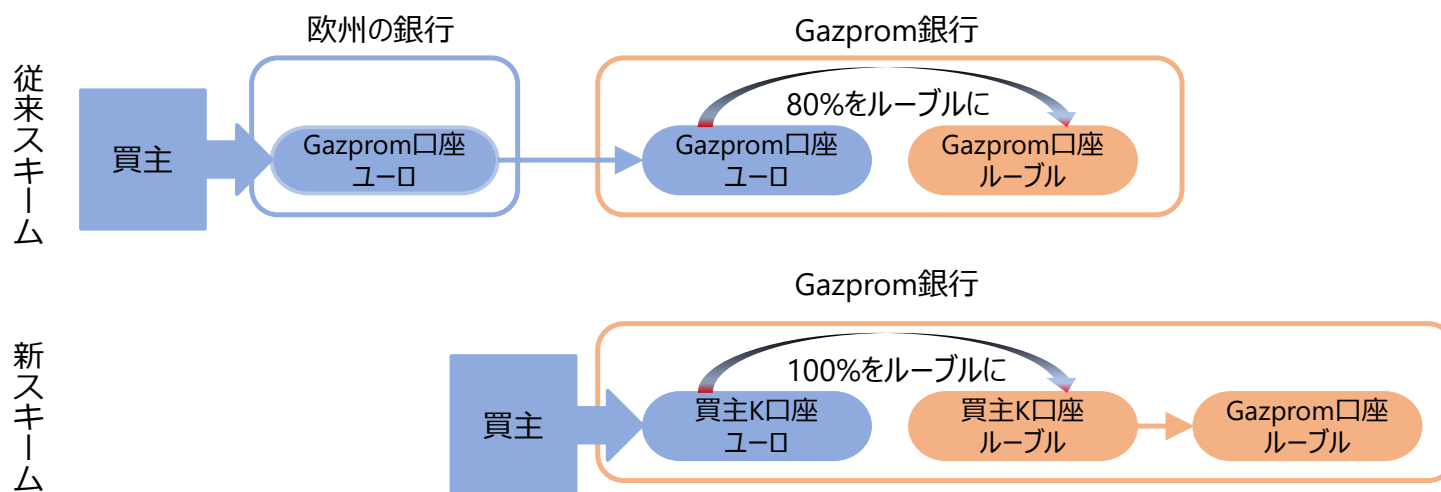 従来スキーム
欧州の銀行
Gazprom銀行
買主
Gazprom口座
ユーロ
80%をルーブルに
Gazprom口座
ユーロ
Gazprom口座
ルーブル
新スキーム
Gazprom銀行
買主
100%をルーブルに
買主K口座
ユーロ
買主K口座
ルーブル
Gazprom口座
ルーブル